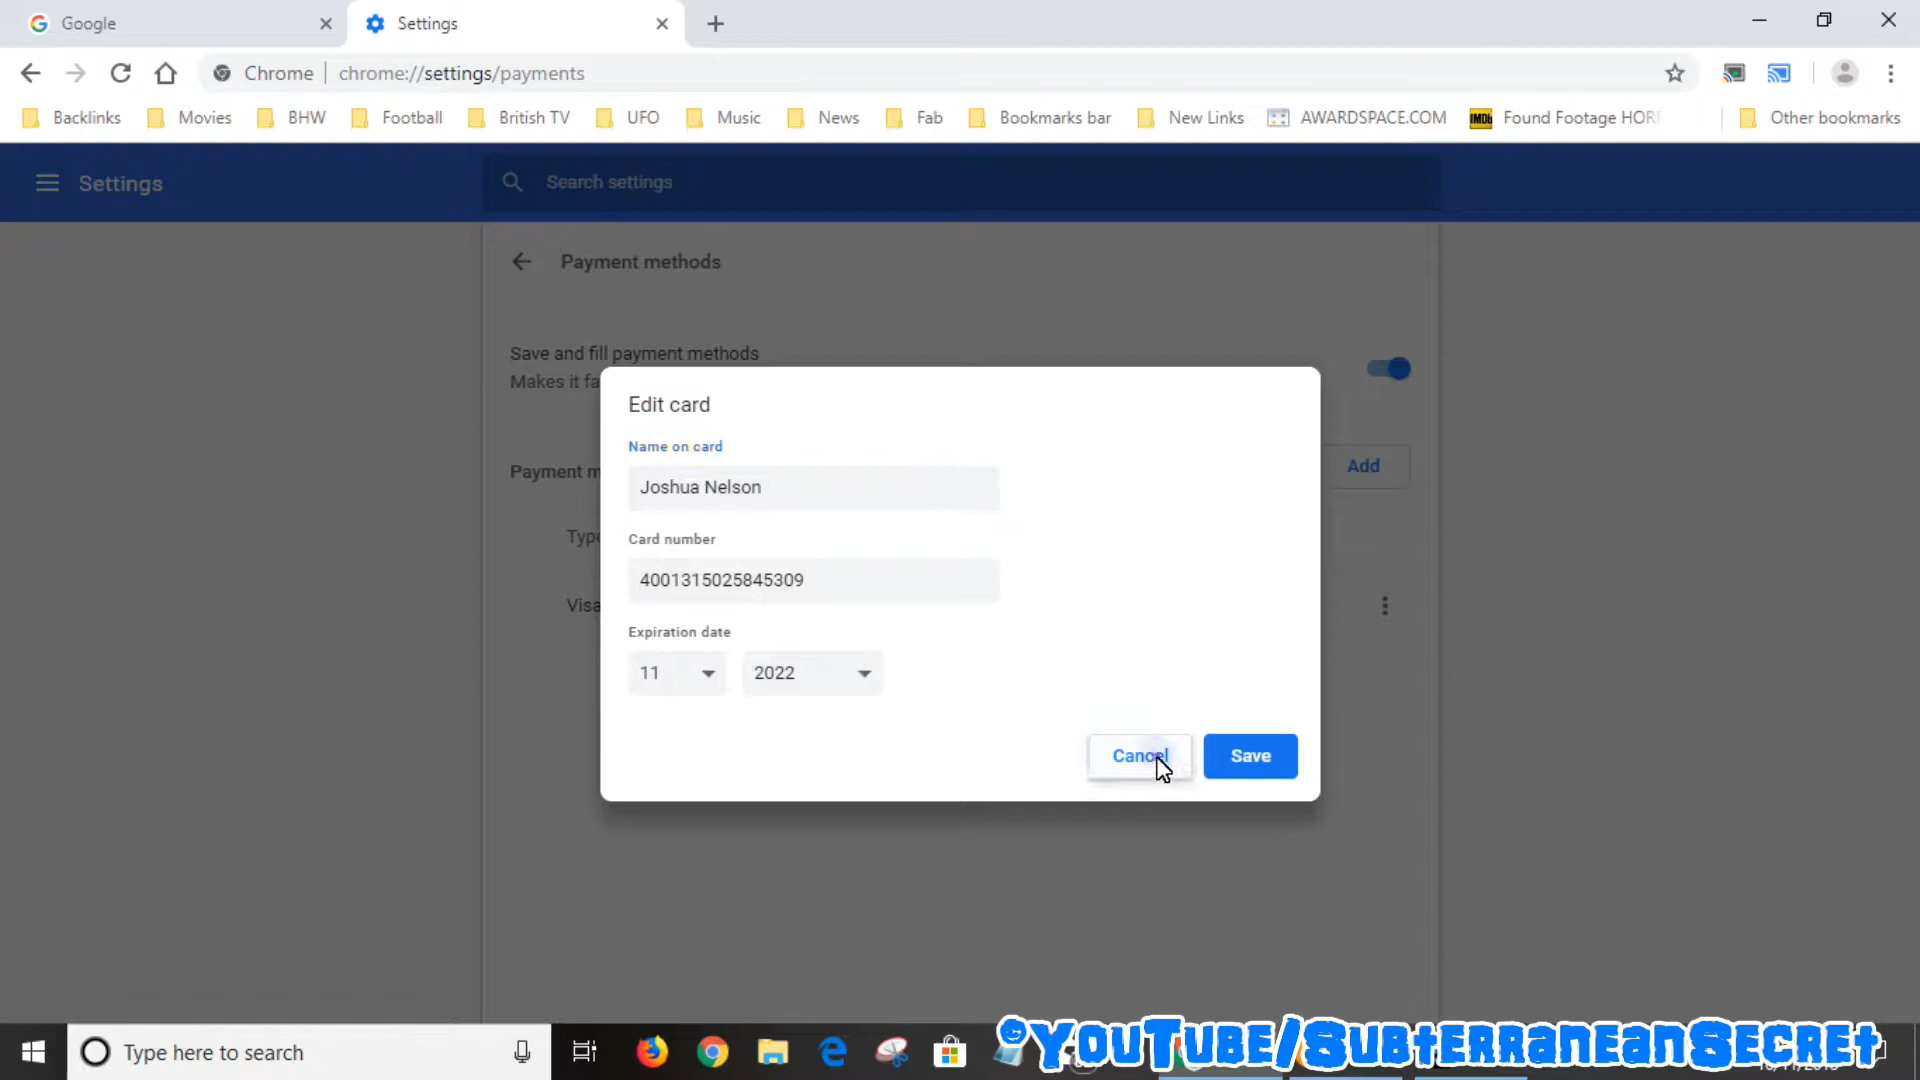 Google
Settings
Chrome | chrome://settings/payments
Backlinks Movies BHW Football British TV UFO Music News Fab Bookmarks bar New Links AWARDSPACE.COM Found Footage HOR Other bookmarks
Settings
Search settings
Payment methods
Save and fill payment methods
Makes it fa
Edit card
Name on card
Joshua Nelson
Payment m
Add
Card number
Type
4001315025845309
Visa
Expiration date
11 2022
Cancel Save
Type here to search
YouTube/SubterraneanSecret